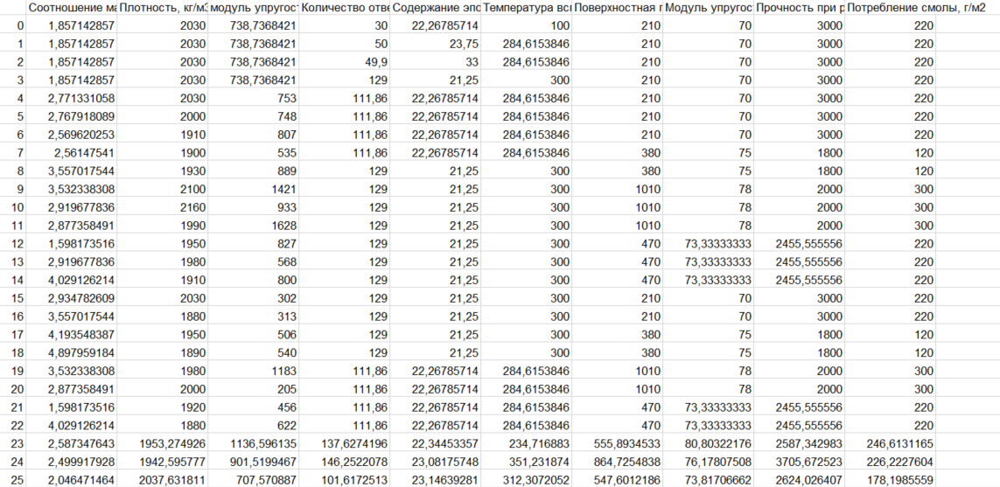 Соотношение ма Плотность, кг/м3 модуль упругост Количество отве Содержание эпо Температура вс Поверхностная п Модуль упругос Прочность при р Потребление смолы, г/м2
0 1,857142857 2030 738,7368421 30 22,26785714 100 210 70 3000 220
1 1,857142857 2030 738,7368421 50 23,75 284,6153846 210 70 3000 220
2 1,857142857 2030 738,7368421 49,9 33 284,6153846 210 70 3000 220
3 1,857142857 2030 738,7368421 129 21,25 300 210 70 3000 220
4 2,771331058 2030 753 111,86 22,26785714 284,6153846 210 70 3000 220
5 2,767918089 2000 748 111,86 22,26785714 284,6153846 210 70 3000 220
6 2,569620253 1910 807 111,86 22,26785714 284,6153846 210 70 3000 220
7 2,56147541 1900 535 111,86 22,26785714 284,6153846 380 75 1800 120
8 3,557017544 1930 889 129 21,25 300 380 75 1800 120
9 3,532338308 2100 1421 129 21,25 300 1010 78 2000 300
10 2,919677836 2160 933 129 21,25 300 1010 78 2000 300
11 2,877358491 1990 1628 129 21,25 300 1010 78 2000 300
12 1,598173516 1950 827 129 21,25 300 470 73,33333333 2455,555556 220
13 2,919677836 1980 568 129 21,25 300 470 73,33333333 2455,555556 220
14 4,029126214 1910 800 129 21,25 300 470 73,33333333 2455,555556 220
15 2,934782609 2030 302 129 21,25 300 210 70 3000 220
16 3,557017544 1880 313 129 21,25 300 210 70 3000 220
17 4,193548387 1950 506 129 21,25 300 380 75 1800 120
18 4,897959184 1890 540 129 21,25 300 380 75 1800 120
19 3,532338308 1980 1183 111,86 22,26785714 284,6153846 1010 78 2000 300
20 2,877358491 2000 205 111,86 22,26785714 284,6153846 1010 78 2000 300
21 1,598173516 1920 456 111,86 22,26785714 284,6153846 470 73,33333333 2455,555556 220
22 4,029126214 1880 622 111,86 22,26785714 284,6153846 470 73,33333333 2455,555556 220
23 2,587347643 1953,274926 1136,596135 137,6274196 22,34453357 234,716883 555,8934533 80,80322176 2587,342983 246,6131165
24 2,499917928 1942,595777 901,5199467 146,2522078 23,08175748 351,231874 864,7254838 76,17807508 3705,672523 226,2227604
25 2,046471464 2037,631811 707,570887 101,6172513 23,14639281 312,3072052 547,6012186 73,81706662 2624,026407 178,1985559